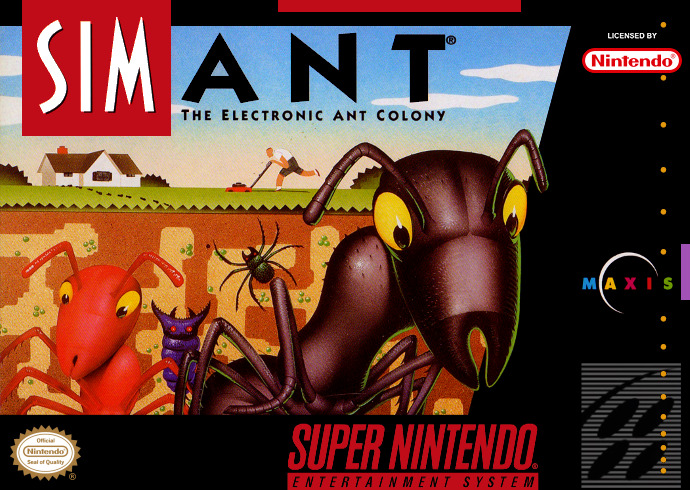 SIM ANT®
THE ELECTRONIC ANT COLONY
LICENSED BY
Nintendo®
MAXIS
Official
Nintendo®
Seal of Quality
®
SUPER NINTENDO®
ENTERTAINMENT SYSTEM